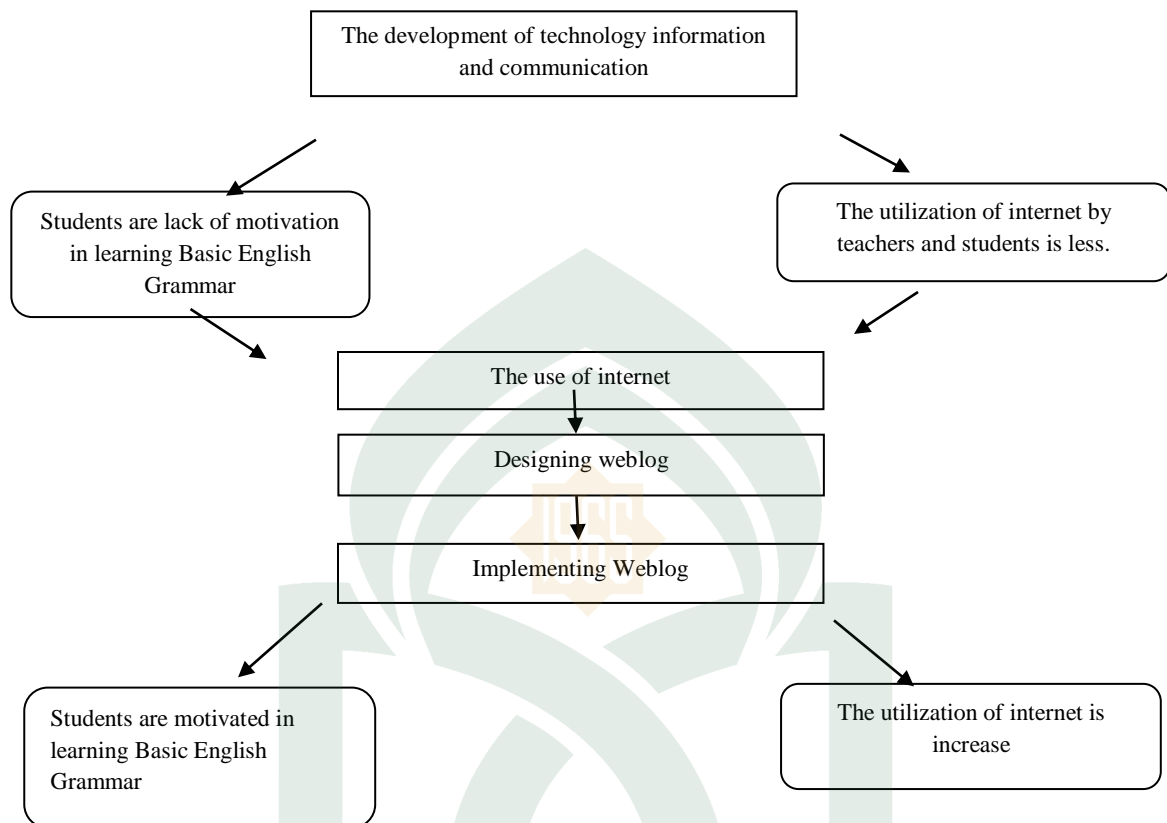 The development of technology information
and communication
Students are lack of motivation
in learning Basic English
Grammar
The utilization of internet by
teachers and students is less.
The use of internet
Designing weblog
Implementing Weblog
Students are motivated in
learning Basic English
Grammar
The utilization of internet is
increase